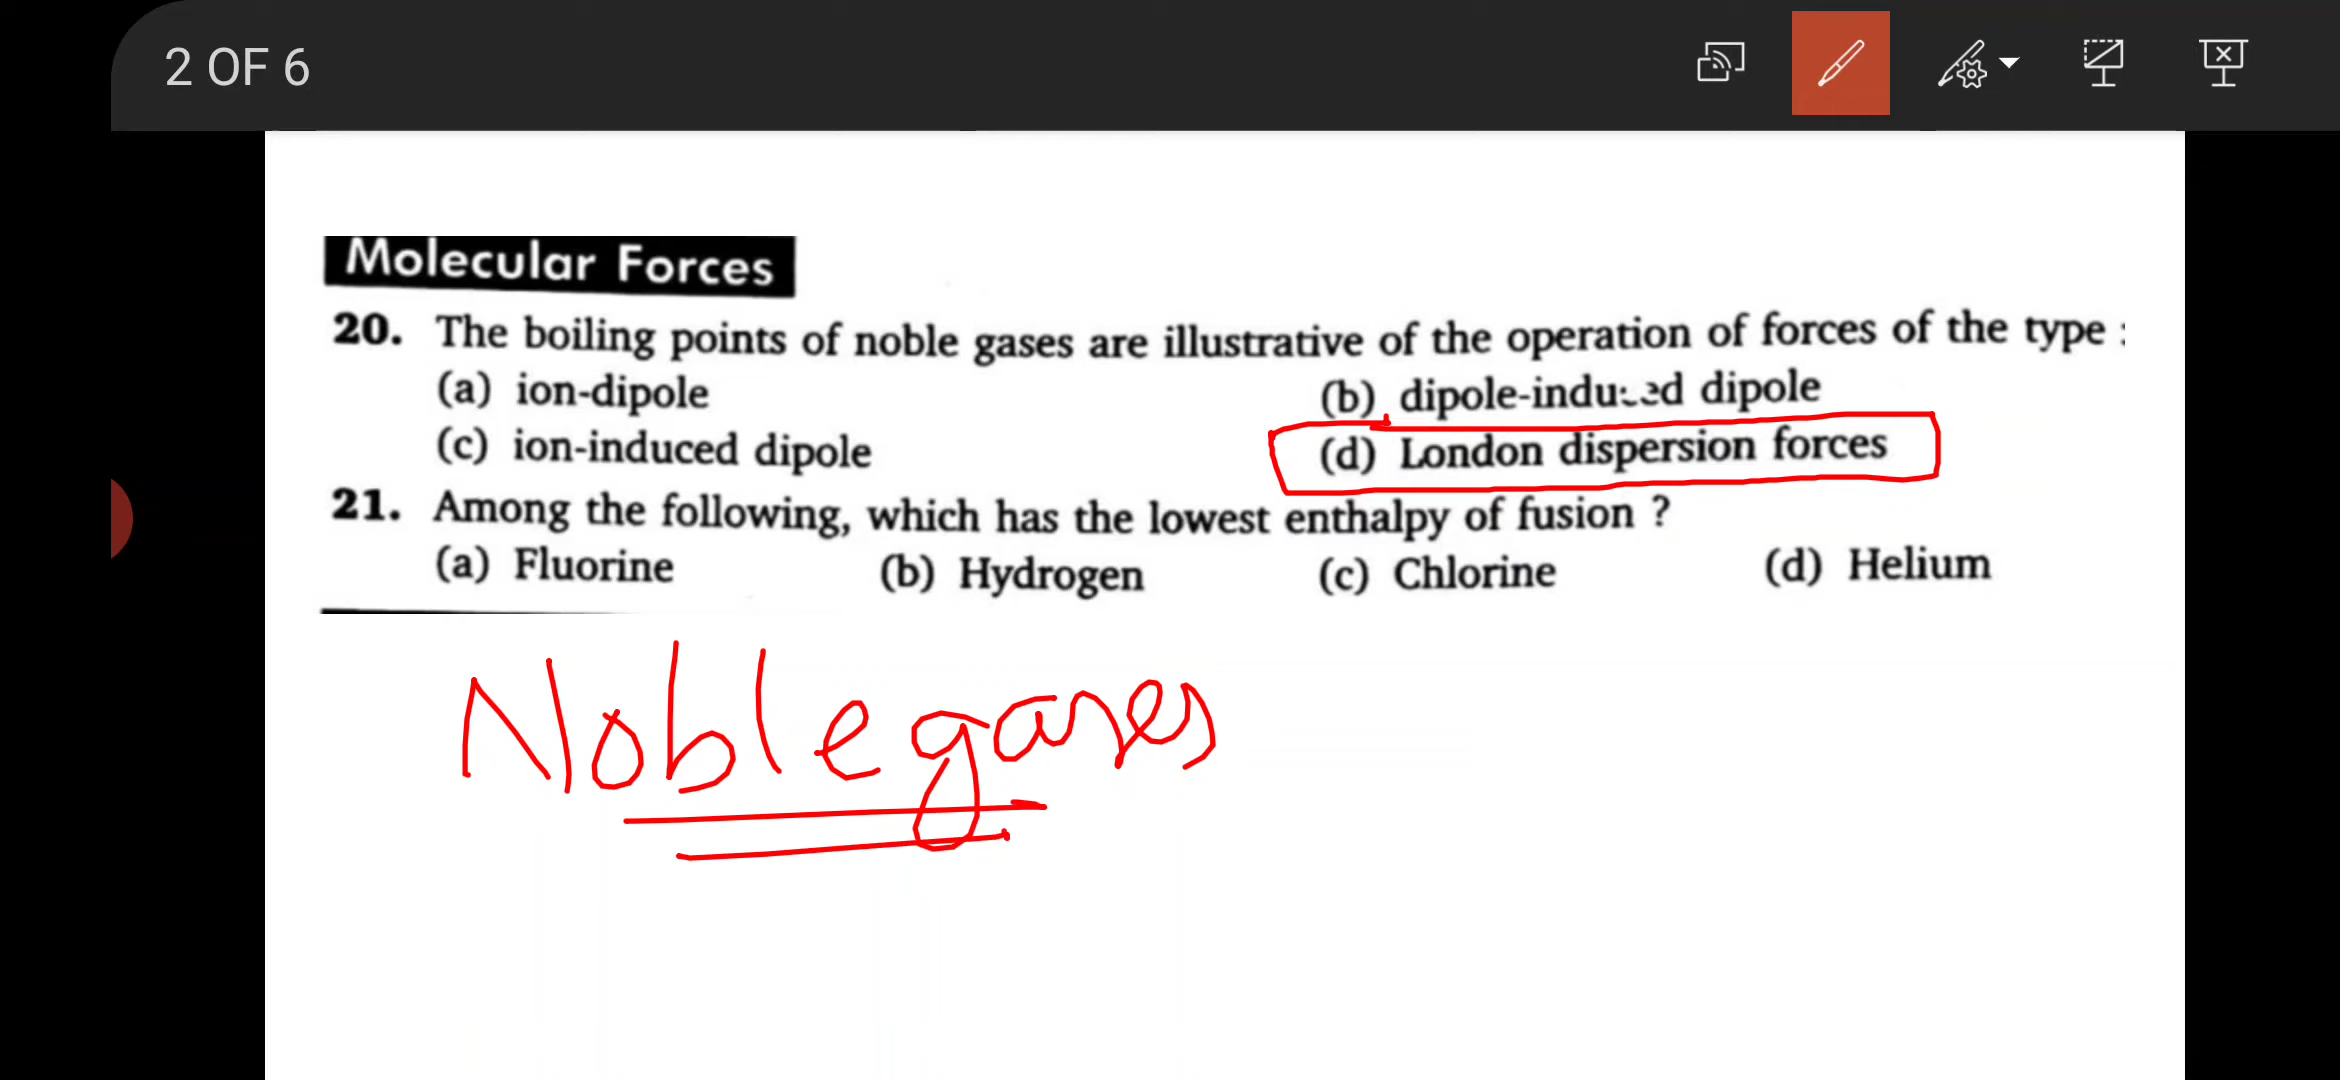 2 OF 6
Molecular Forces
20. The boiling points of noble gases are illustrative of the operation of forces of the type :
(a) ion-dipole (b) dipole-induced dipole
(c) ion-induced dipole (d) London dispersion forces
21. Among the following, which has the lowest enthalpy of fusion ?
(a) Fluorine (b) Hydrogen (c) Chlorine (d) Helium
Noble gases